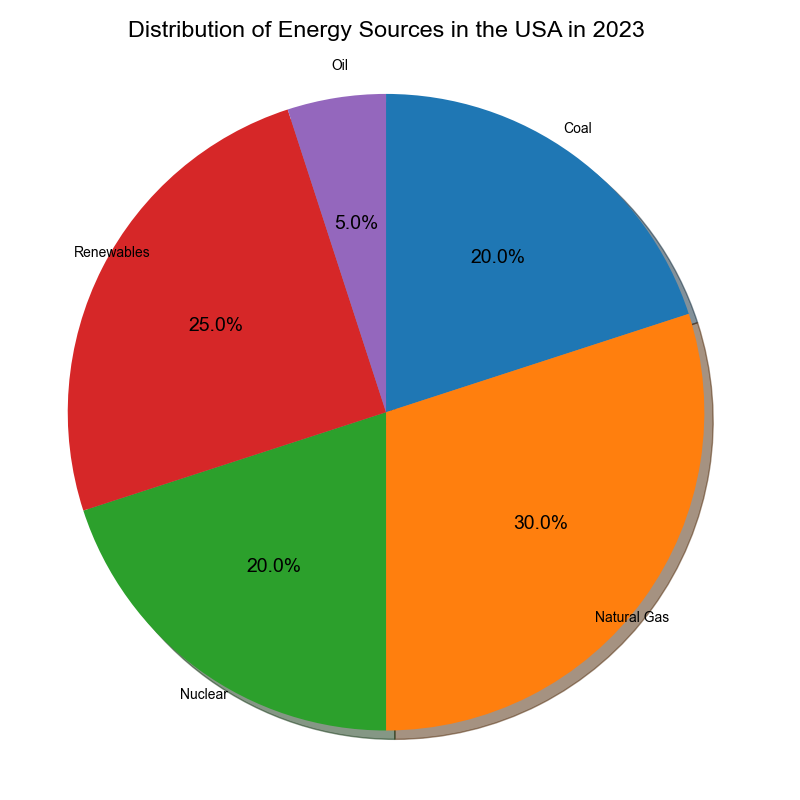 Distribution of Energy Sources in the USA in 2023
Oil
Coal
5.0%
20.0%
Renewables
25.0%
30.0%
20.0%
Natural Gas
Nuclear